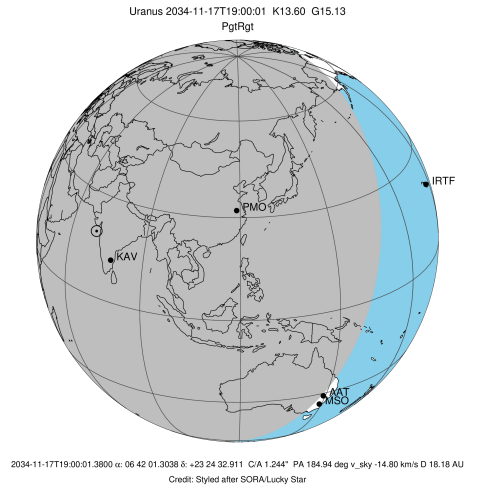 Uranus 2034-11-17T19:00:01 K13.60 G15.13
PgtRgt
IRTF
PMO
KAV
AAT
MSO
2034-11-17T19:00:01.3800 α: 06 42 01.3038 δ: +23 24 32.911 C/A 1.244" PA 184.94 deg v_sky -14.80 km/s D 18.18 AU
Credit: Styled after SORA/Lucky Star